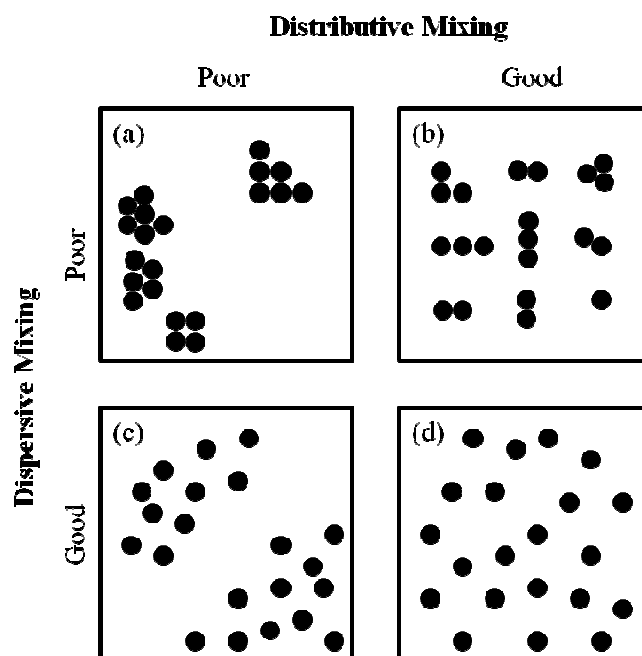 Distributive Mixing
Poor
Good
Dispersive Mixing
Poor
(a)
(b)
Good
(c)
(d)